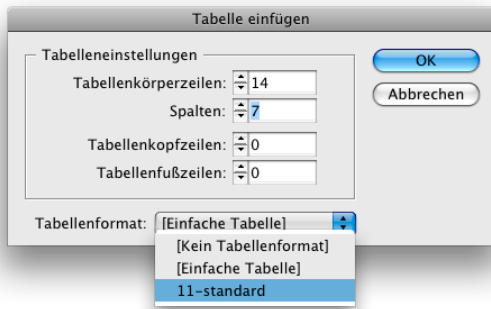 Tabelle einfügen
Tabelleneinstellungen
OK
Tabellenkörperzeilen: 14
Abbrechen
Spalten: 7
Tabellenkopfzeilen: 0
Tabellenfußzeilen: 0
Tabellenformat: [Einfache Tabelle]
[Kein Tabellenformat]
[Einfache Tabelle]
11-standard